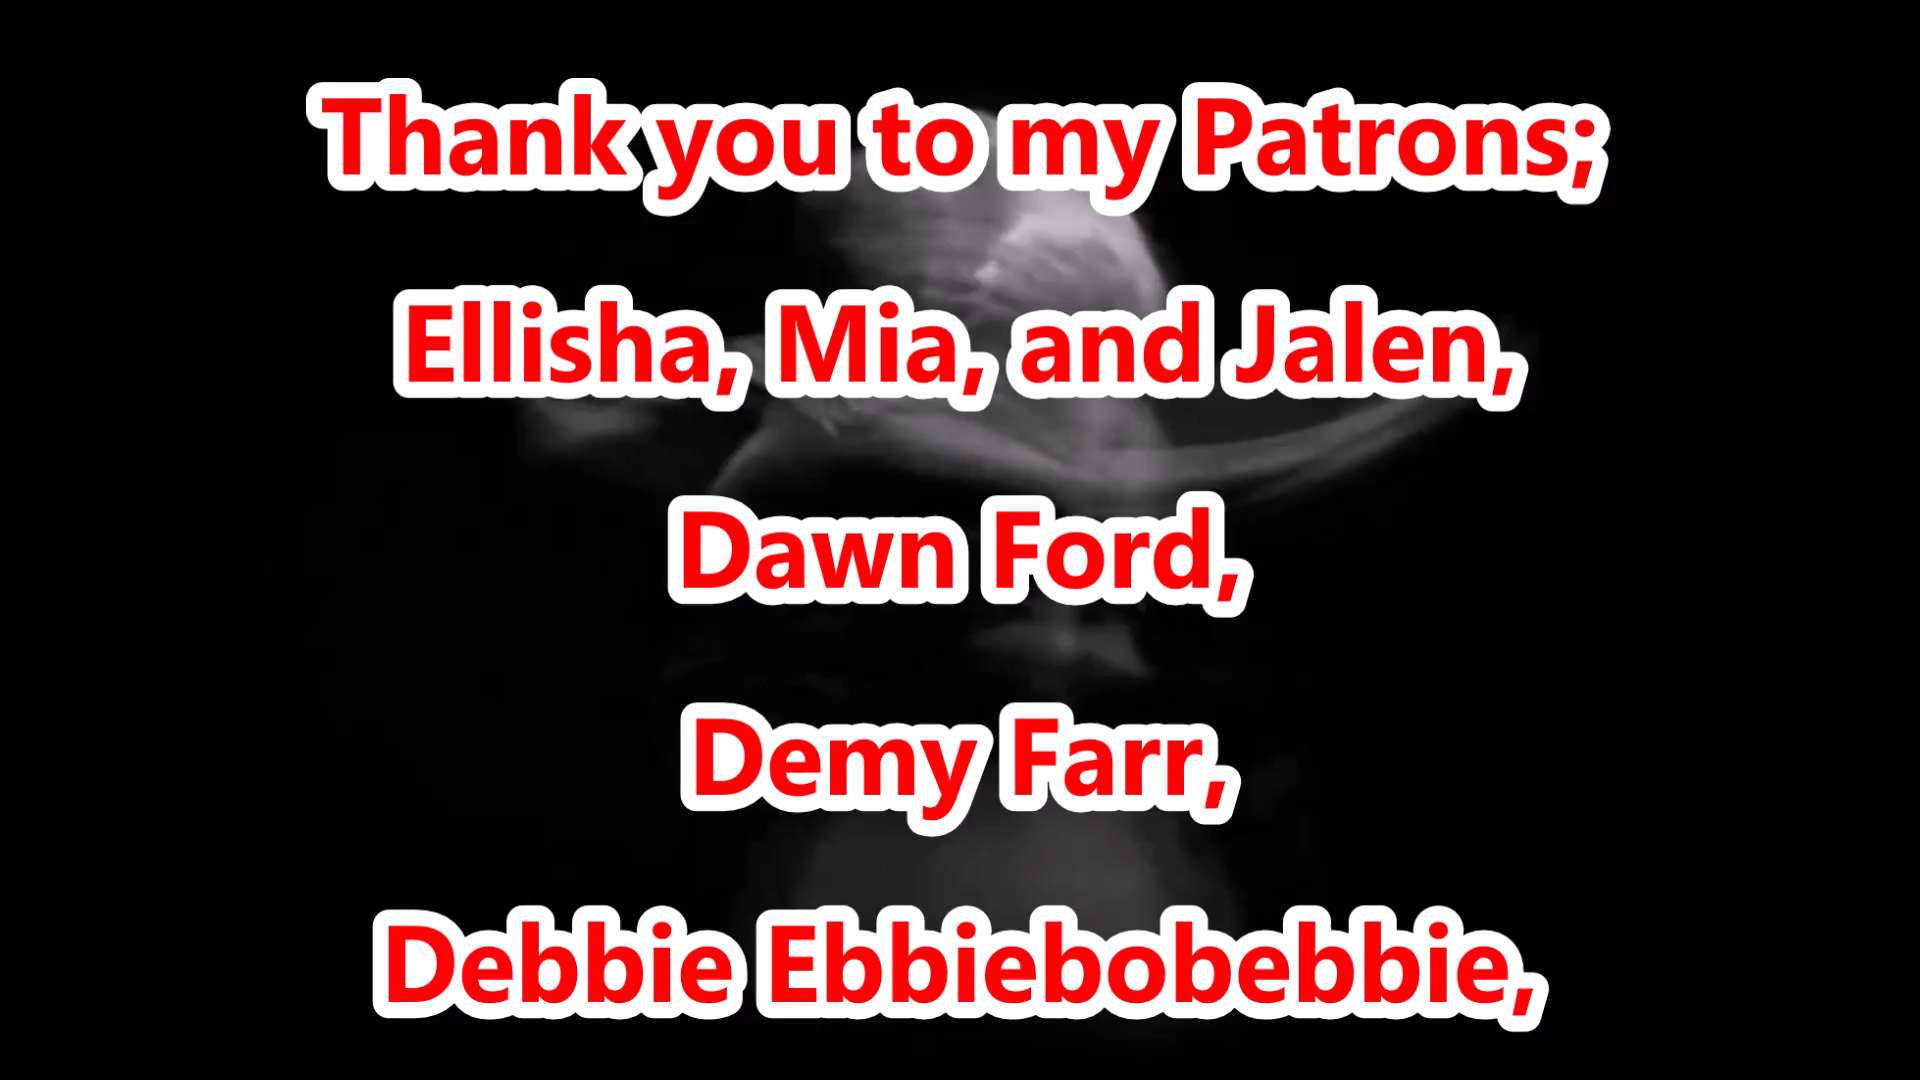 Thank you to my Patrons;
Ellisha, Mia, and Jalen,
Dawn Ford,
Demy Farr,
Debbie Ebbiebobebbie,